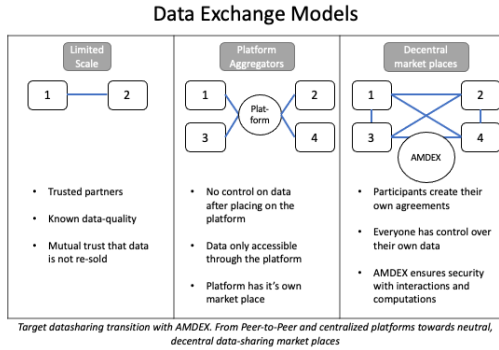 Data Exchange Models
Limited
Scale
1
2
Trusted partners
Known data-quality
Mutual trust that data
is not re-sold
Platform
Aggregators
1
2
Plat-
form
3
4
No control on data
after placing on the
platform
Data only accessible
through the platform
Platform has it's own
market place
Decentral
market places
1
2
3
4
AMDEX
Participants create their
own agreements
Everyone has control over
their own data
AMDEX ensures security
with interactions and
computations
Target datasharing transition with AMDEX. From Peer-to-Peer and centralized platforms towards neutral,
decentral data-sharing market places